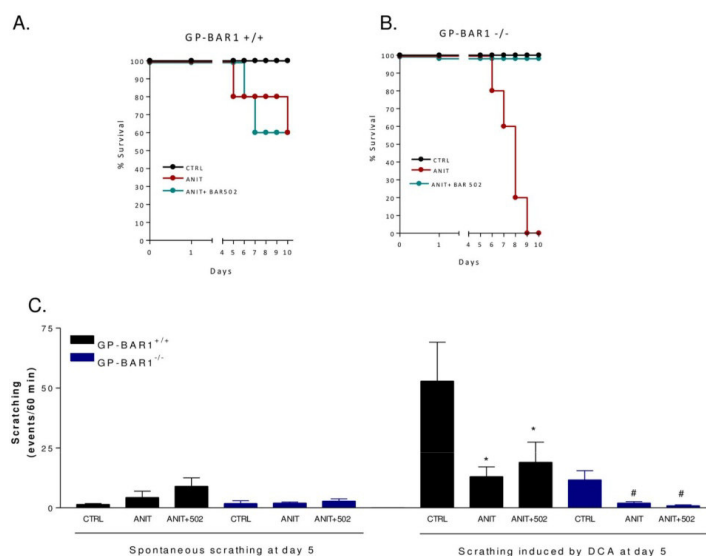 A.
GP-BAR1 +/+
100
90
80
70
60
50
40
30
20
10
0
% Survival
CTRL
ANIT
ANIT+ BAR502
0 1 4 5 6 7 8 9 10
Days
B.
GP-BAR1 -/-
100
90
80
70
60
50
40
30
20
10
0
% Survival
CTRL
ANIT
ANIT+ BAR 502
0 1 4 5 6 7 8 9 10
Days
C.
75
50
25
0
Scratching
(events/60 min)
GP-BAR1+/+
GP-BAR1-/-
* * # #
CTRL ANIT ANIT+502 CTRL ANIT ANIT+502 CTRL ANIT ANIT+502 CTRL ANIT ANIT+502
Spontaneous scrathing at day 5
Scrathing induced by DCA at day 5